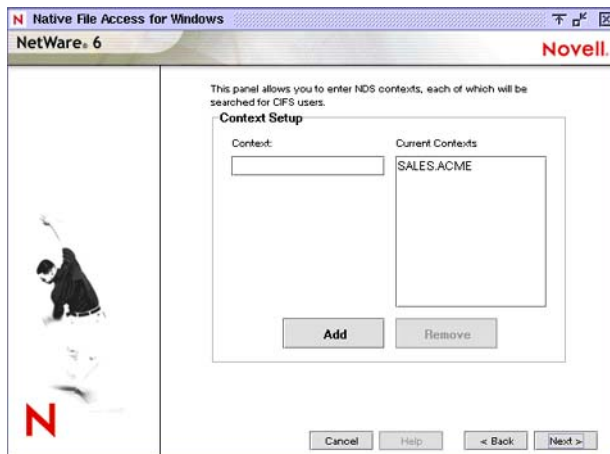 N Native File Access for Windows
NetWare® 6
Novell.
This panel allows you to enter NDS contexts, each of which will be
searched for CIFS users.
Context Setup
Context:
Current Contexts
SALES.ACME
Add
Remove
N
Cancel
Help
< Back
Next >